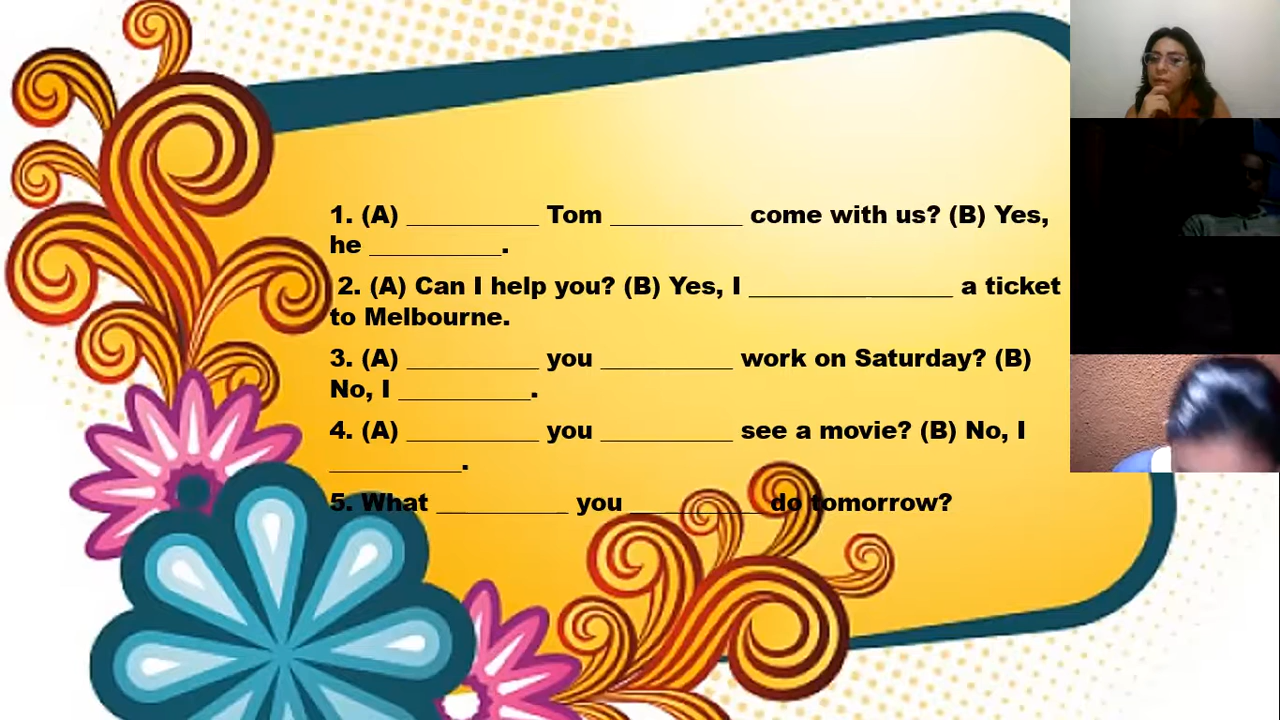 1. (A) __________ Tom __________ come with us? (B) Yes,
he __________.
2. (A) Can I help you? (B) Yes, I ________________ a ticket
to Melbourne.
3. (A) __________ you __________ work on Saturday? (B)
No, I __________.
4. (A) __________ you __________ see a movie? (B) No, I
__________.
5. What __________ you __________ do tomorrow?